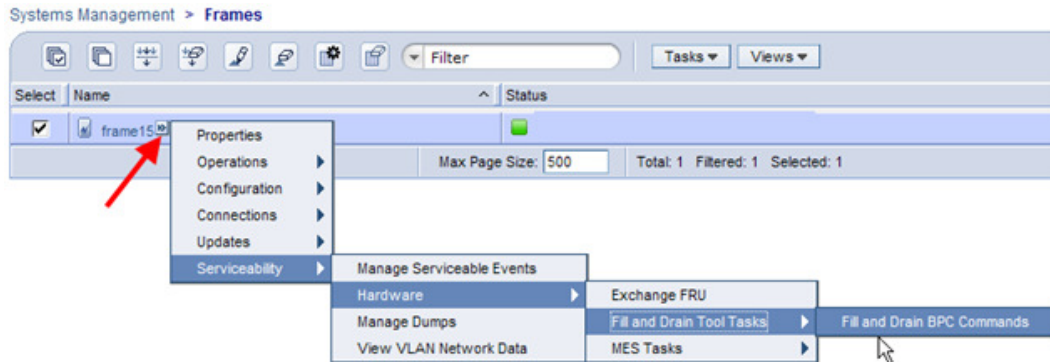 Systems Management > Frames
Filter
Tasks
Views
Select Name Status
frame15
Max Page Size: 500 Total: 1 Filtered: 1 Selected: 1
Properties
Operations
Configuration
Connections
Updates
Serviceability
Manage Serviceable Events
Hardware
Manage Dumps
View VLAN Network Data
Exchange FRU
Fill and Drain Tool Tasks
MES Tasks
Fill and Drain BPC Commands